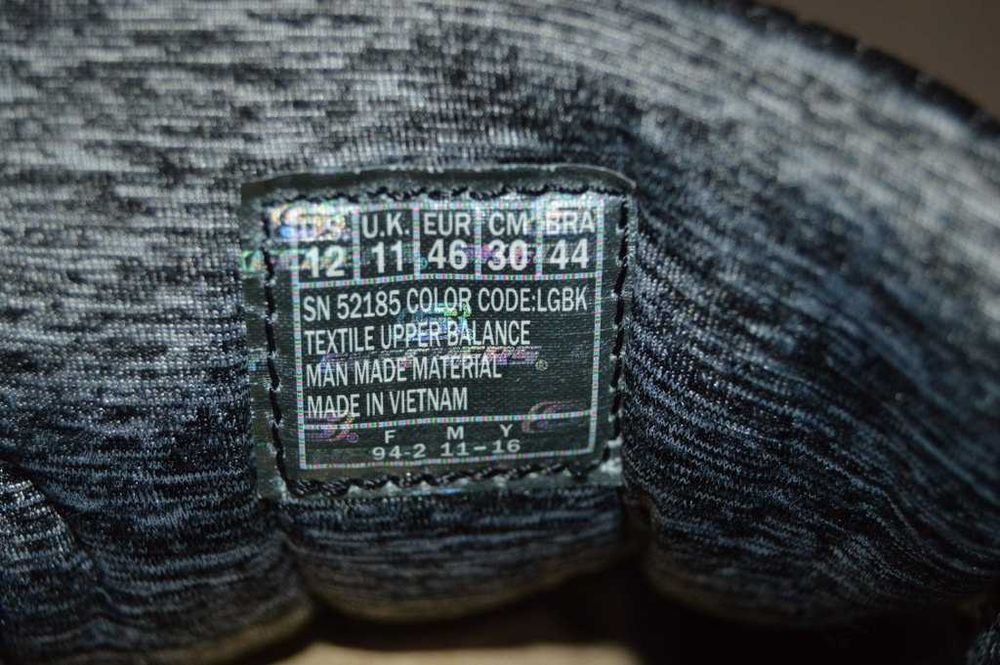 U.S. U.K. EUR CM BRA
12 11 46 30 44
SN 52185 COLOR CODE:LGBK
TEXTILE UPPER BALANCE
MAN MADE MATERIAL
MADE IN VIETNAM
F M Y
94-2 11-16